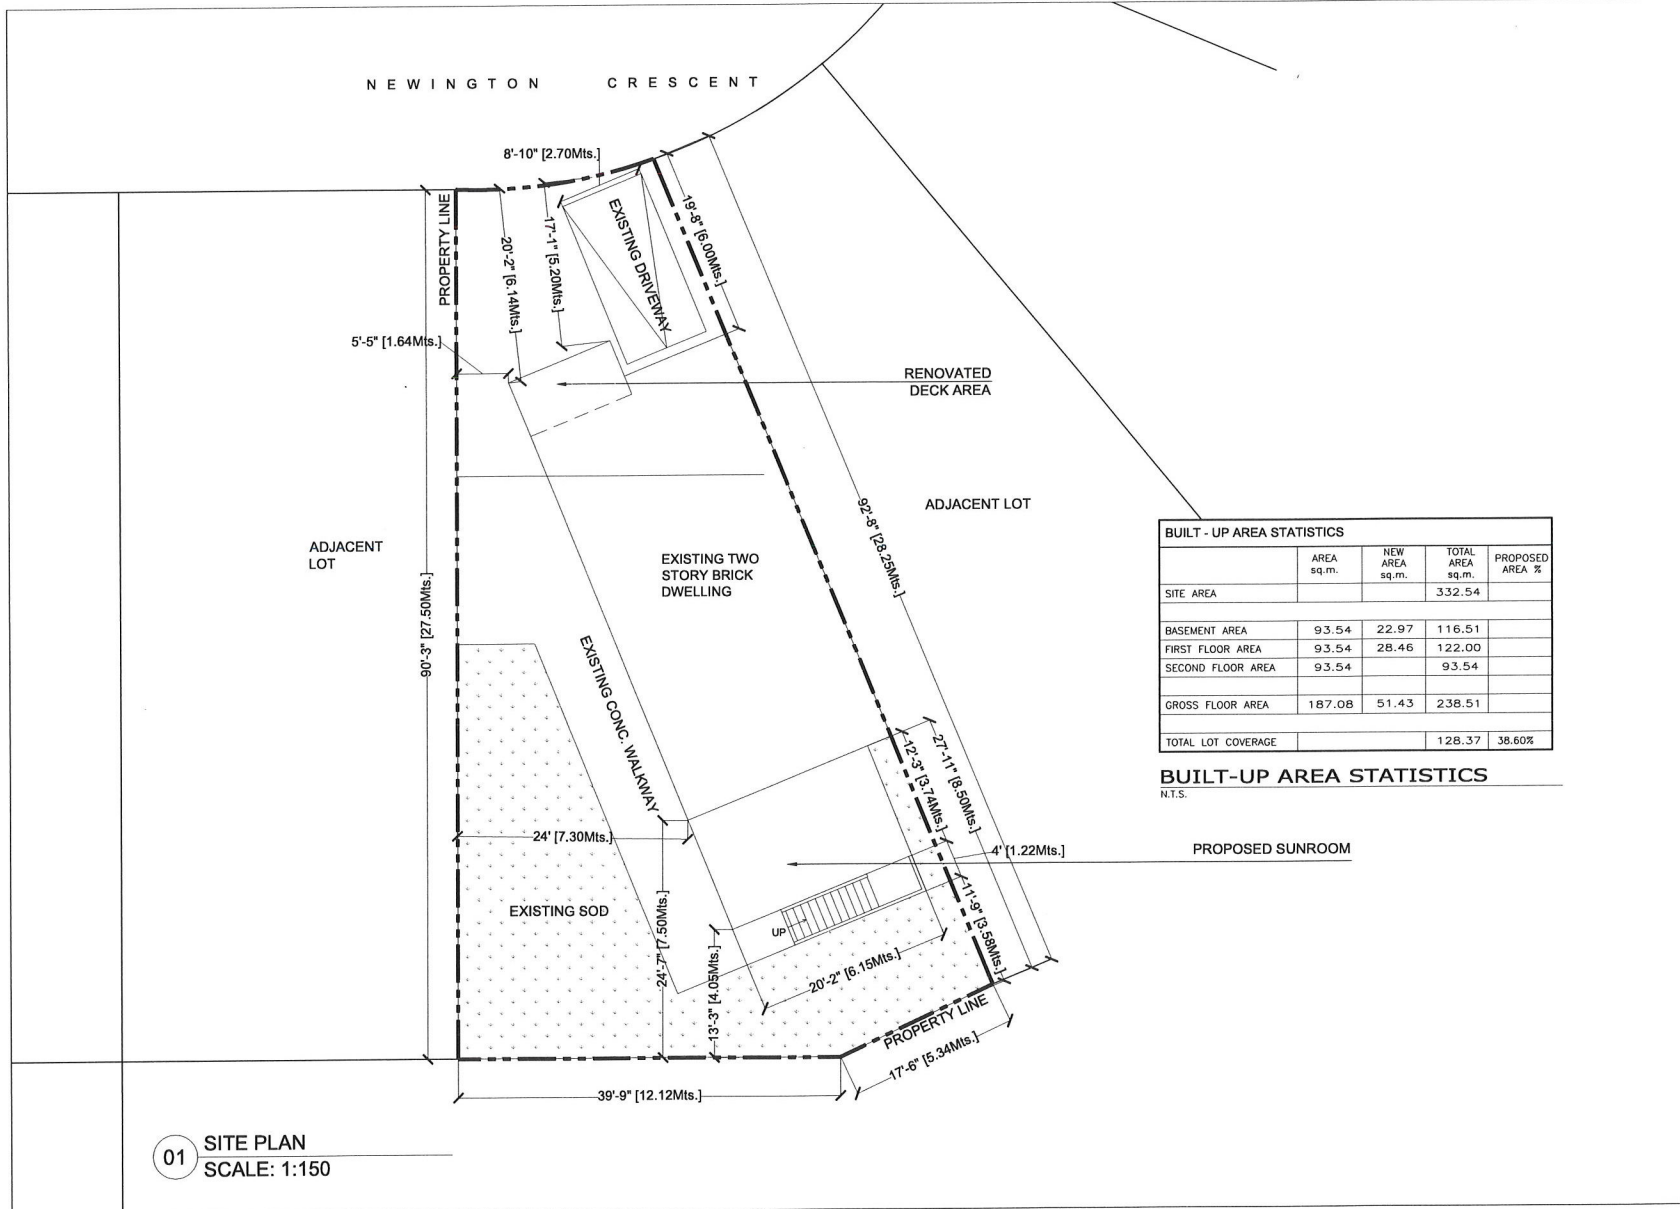 NEWINGTON CRESCENT
8'-10" [2.70Mts.]
PROPERTY LINE
20'-2" [6.14Mts.]
17'-1" [5.20Mts.]
EXISTING DRIVEWAY
19'-8" [6.00Mts.]
5'-5" [1.64Mts.]
RENOVATED
DECK AREA
92'-8" [28.25Mts.]
ADJACENT LOT
ADJACENT
LOT
90'-3" [27.50Mts.]
EXISTING TWO
STORY BRICK
DWELLING
EXISTING CONC. WALKWAY
12'-3" [3.74Mts.]
27'-11" [8.50Mts.]
24' [7.30Mts.]
4' [1.22Mts.]
PROPOSED SUNROOM
11'-9" [3.58Mts.]
EXISTING SOD
UP
24'-7" [7.50Mts.]
13'-3" [4.05Mts.]
20'-2" [6.15Mts.]
PROPERTY LINE
17'-6" [5.34Mts.]
39'-9" [12.12Mts.]
BUILT - UP AREA STATISTICS
AREA sq.m. NEW AREA sq.m. TOTAL AREA sq.m. PROPOSED AREA %
SITE AREA 332.54
BASEMENT AREA 93.54 22.97 116.51
FIRST FLOOR AREA 93.54 28.46 122.00
SECOND FLOOR AREA 93.54 93.54
GROSS FLOOR AREA 187.08 51.43 238.51
TOTAL LOT COVERAGE 128.37 38.60%
BUILT-UP AREA STATISTICS
N.T.S.
01
SITE PLAN
SCALE: 1:150